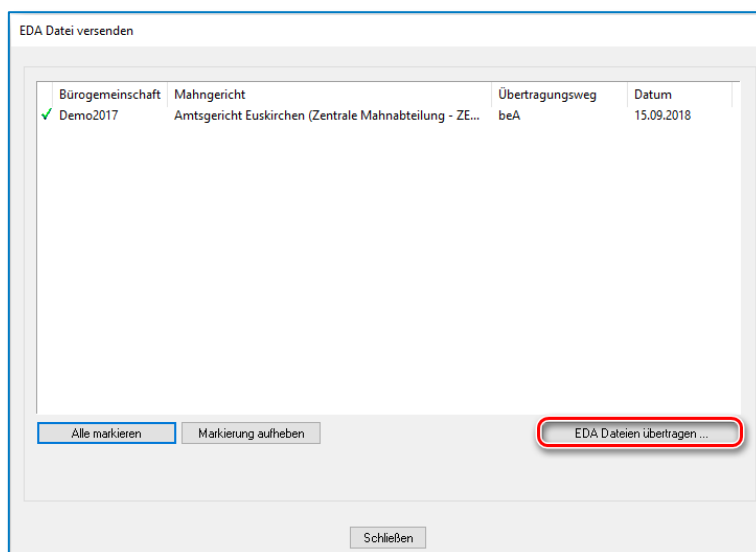 EDA Datei versenden
Bürogemeinschaft Mahngericht Übertragungsweg Datum
Demo2017 Amtsgericht Euskirchen (Zentrale Mahnabteilung - ZE... beA 15.09.2018
Alle markieren Markierung aufheben EDA Dateien übertragen ...
Schließen